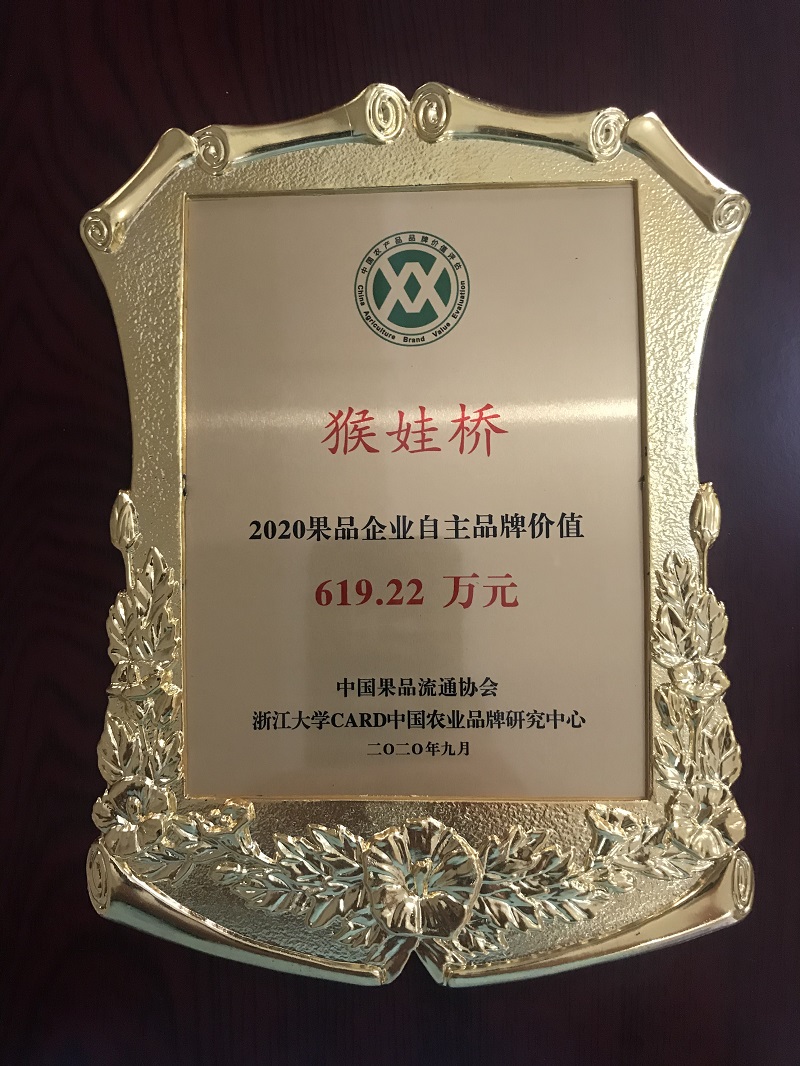 中国农产品品牌价值评估
China Agriculture Brand Value Evaluation
猴娃桥
2020果品企业自主品牌价值
619.22 万元
中国果品流通协会
浙江大学CARD中国农业品牌研究中心
二〇二〇年九月